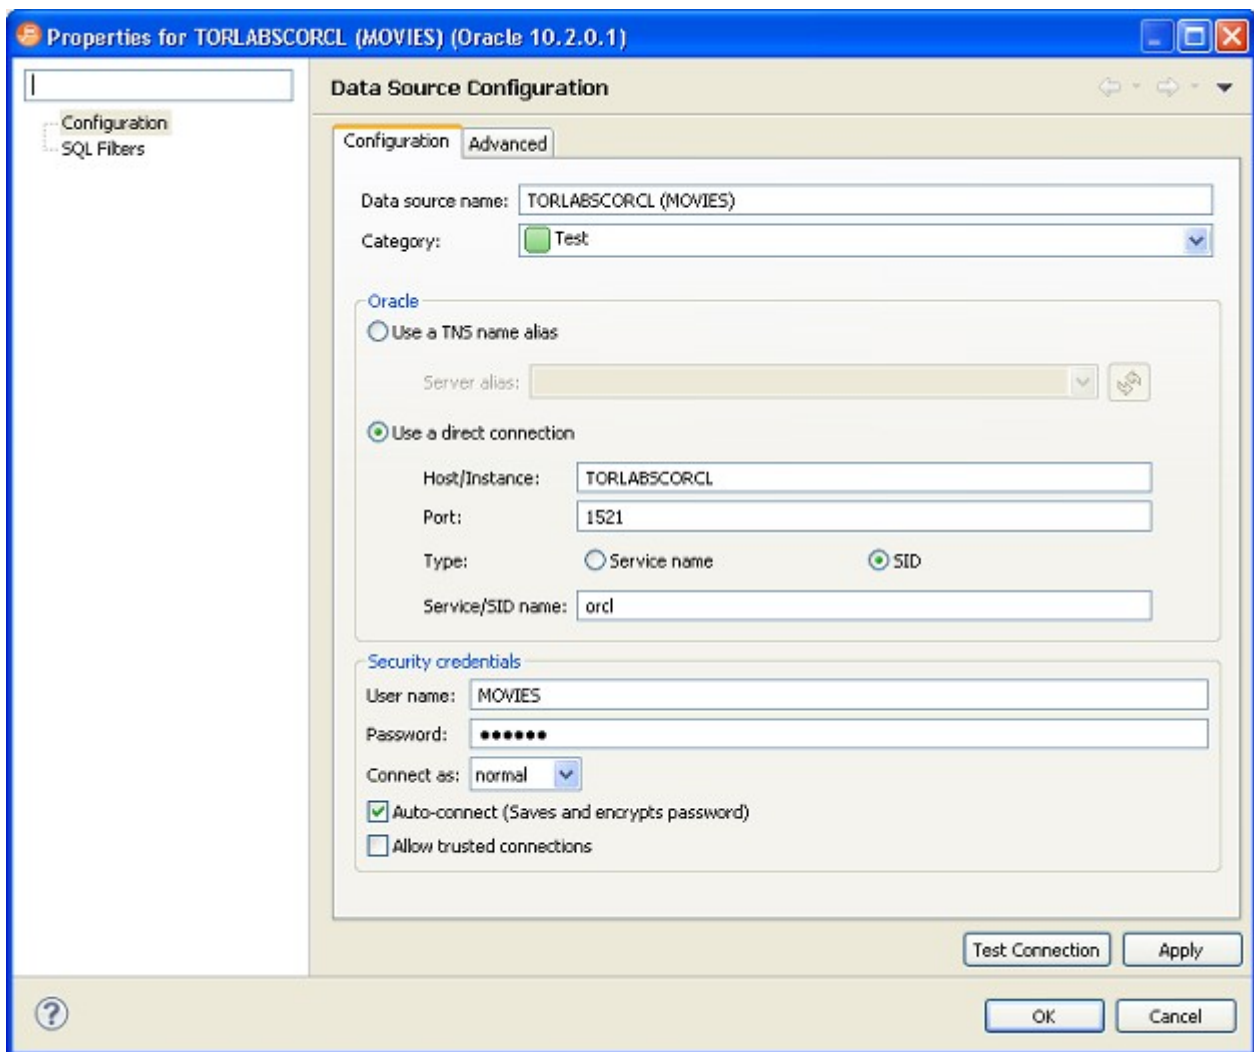 Properties for TORLABSCORCL (MOVIES) (Oracle 10.2.0.1)
Configuration
SQL Filters
Data Source Configuration
Configuration
Advanced
Data source name: TORLABSCORCL (MOVIES)
Category: Test
Oracle
Use a TNS name alias
Server alias:
Use a direct connection
Host/Instance: TORLABSCORCL
Port: 1521
Type: Service name SID
Service/SID name: orcl
Security credentials
User name: MOVIES
Password: ●●●●●●
Connect as: normal
Auto-connect (Saves and encrypts password)
Allow trusted connections
Test Connection Apply
? OK Cancel